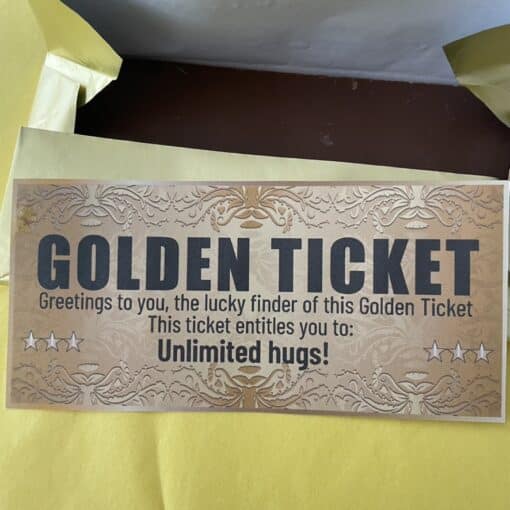 GOLDEN TICKET
Greetings to you, the lucky finder of this Golden Ticket
This ticket entitles you to:
Unlimited hugs!